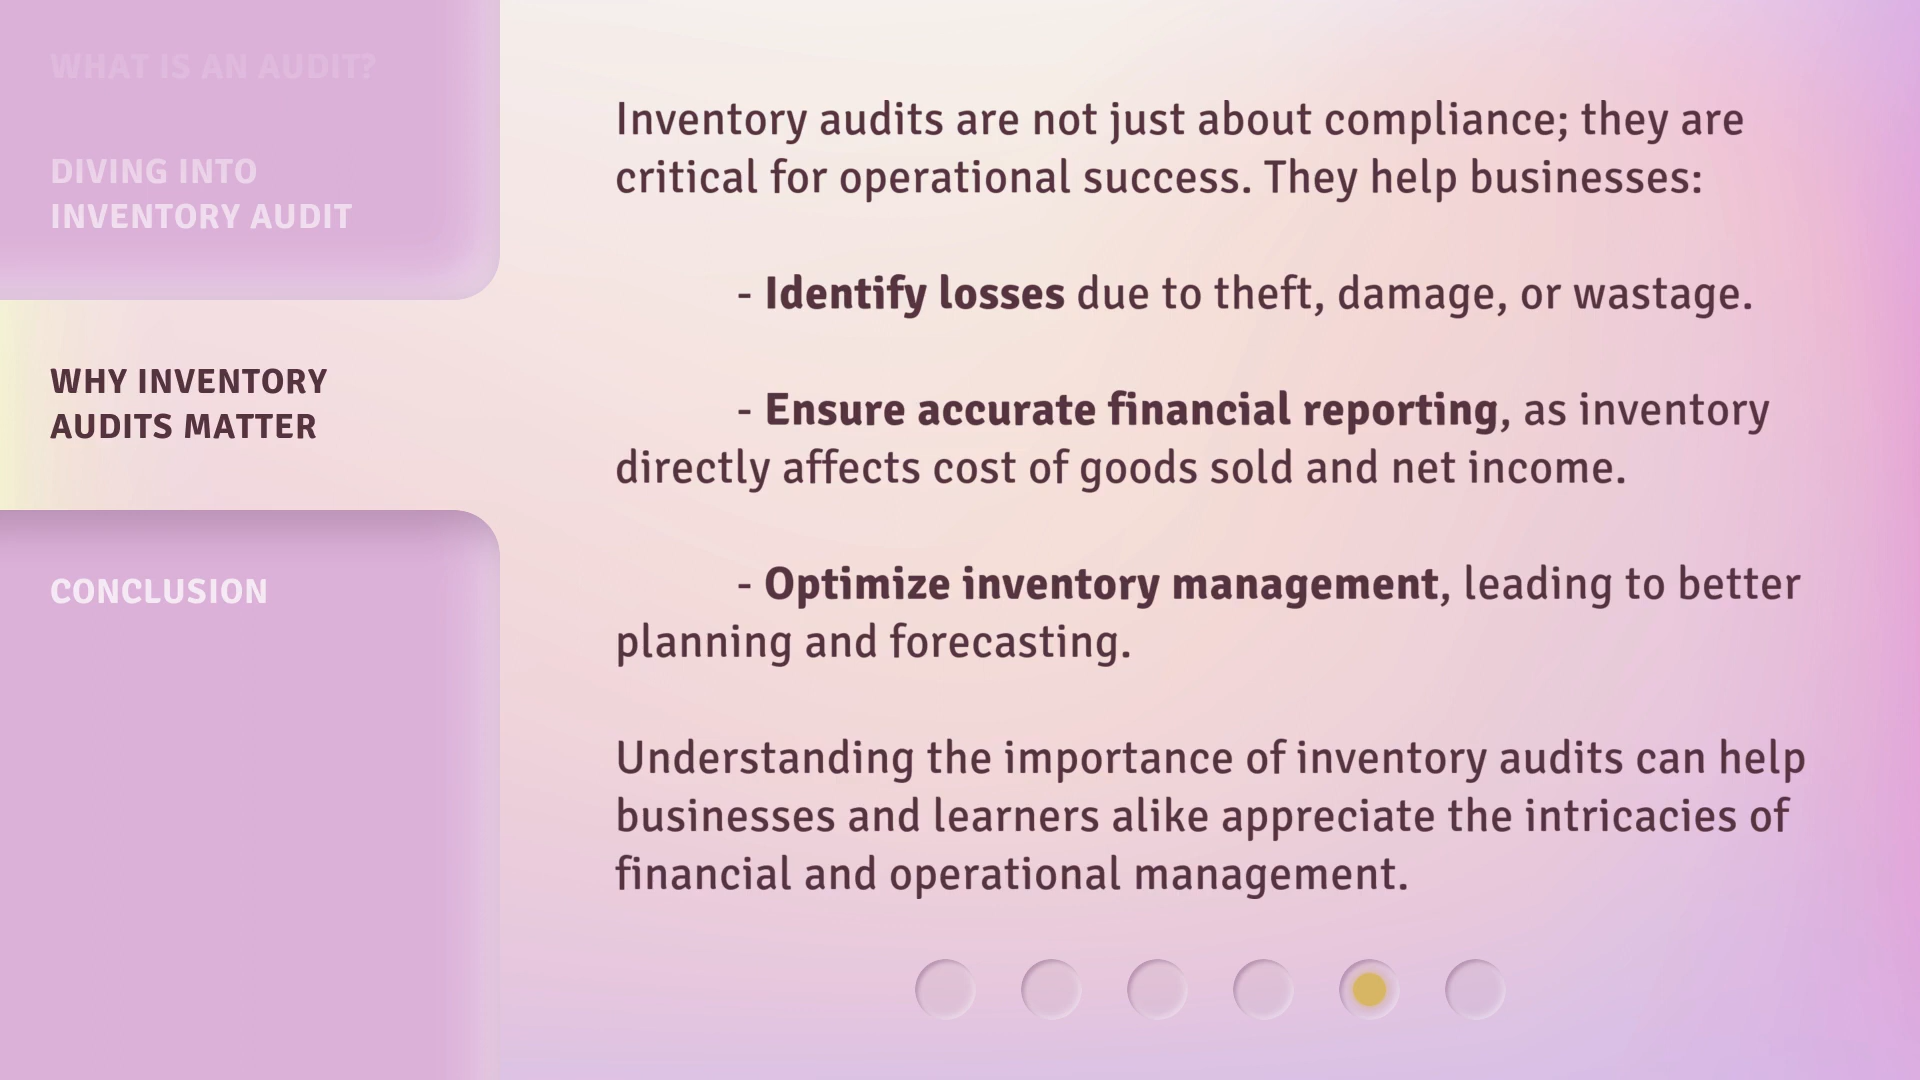 WHAT IS AN AUDIT?
DIVING INTO
INVENTORY AUDIT
WHY INVENTORY
AUDITS MATTER
CONCLUSION
Inventory audits are not just about compliance; they are
critical for operational success. They help businesses:
- Identify losses due to theft, damage, or wastage.
- Ensure accurate financial reporting, as inventory
directly affects cost of goods sold and net income.
- Optimize inventory management, leading to better
planning and forecasting.
Understanding the importance of inventory audits can help
businesses and learners alike appreciate the intricacies of
financial and operational management.